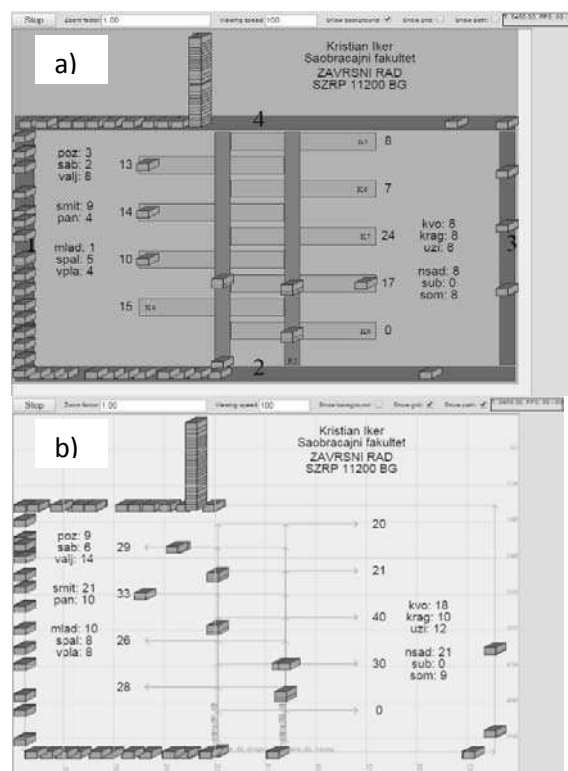 Stop Zoom factor 1.00 Viewing speed 100 Show background Show grid Show path
a)
Kristian Iker
Saobracajni fakultet
ZAVRSNI RAD
SZRP 11200 BG
4
8
poz: 3
sab: 2
valj: 8
13
7
smit: 9
pan: 4
14
24
kvo: 8
krag: 8
uzi: 8
1
3
mlad: 1
spal: 5
vpla: 4
10
17
nsad: 8
sub: 0
som: 8
15
0
2
Stop Zoom factor 1.00 Viewing speed 100 Show background Show grid Show path
b)
Kristian Iker
Saobracajni fakultet
ZAVRSNI RAD
SZRP 11200 BG
20
poz: 9
sab: 6
valj: 14
29
21
smit: 21
pan: 10
33
40
kvo: 18
krag: 10
uzi: 12
mlad: 10
spal: 8
vpla: 8
26
30
nsad: 21
sub: 0
som: 9
28
0